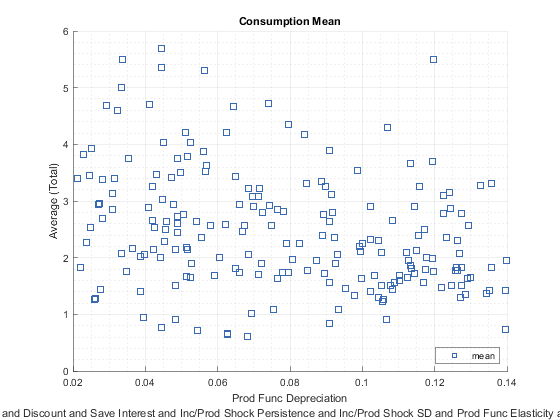 Consumption Mean
Average (Total)
6
5
4
3
2
1
0
0.02 0.04 0.06 0.08 0.1 0.12 0.14
mean
Prod Func Depreciation
and Discount and Save Interest and Inc/Prod Shock Persistence and Inc/Prod Shock SD and Prod Func Elasticity